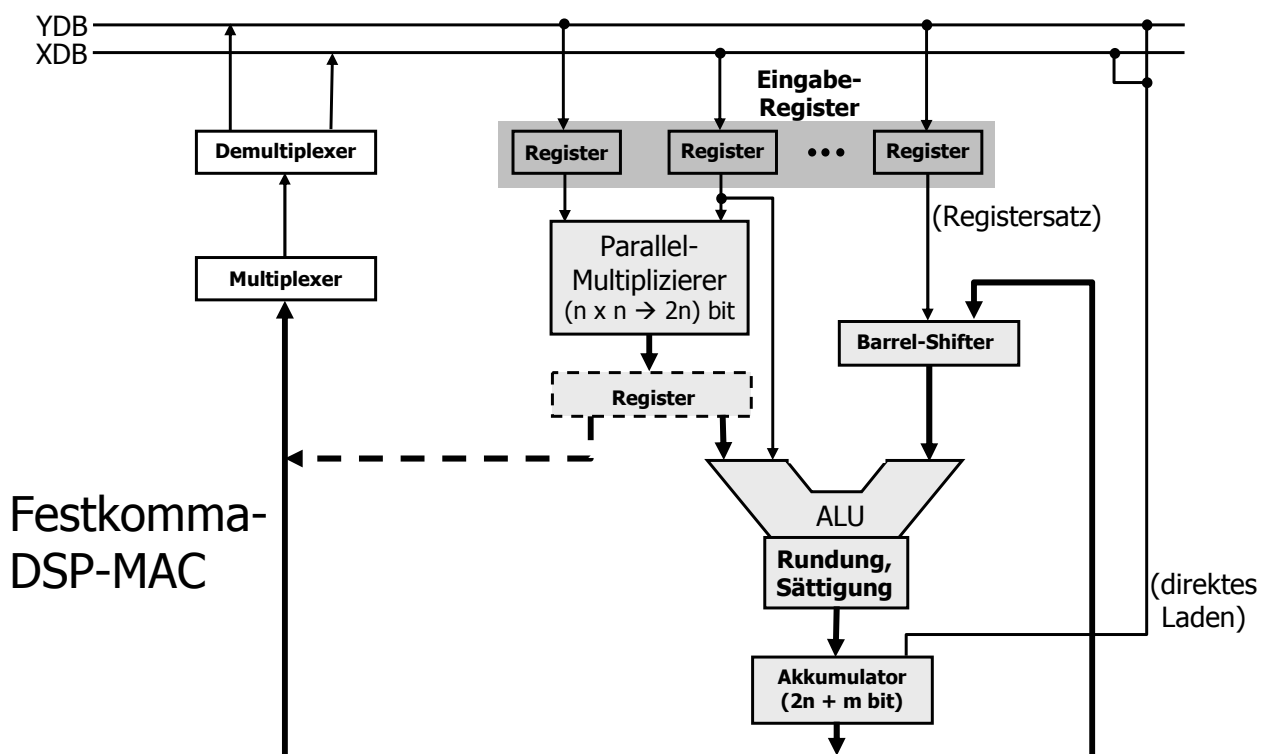 YDB
XDB
Eingabe-
Register
Demultiplexer
Register
Register
•••
Register
(Registersatz)
Parallel-
Multiplizierer
(n x n → 2n) bit
Multiplexer
Barrel-Shifter
Register
Festkomma-
DSP-MAC
ALU
Rundung,
Sättigung
(direktes
Laden)
Akkumulator
(2n + m bit)